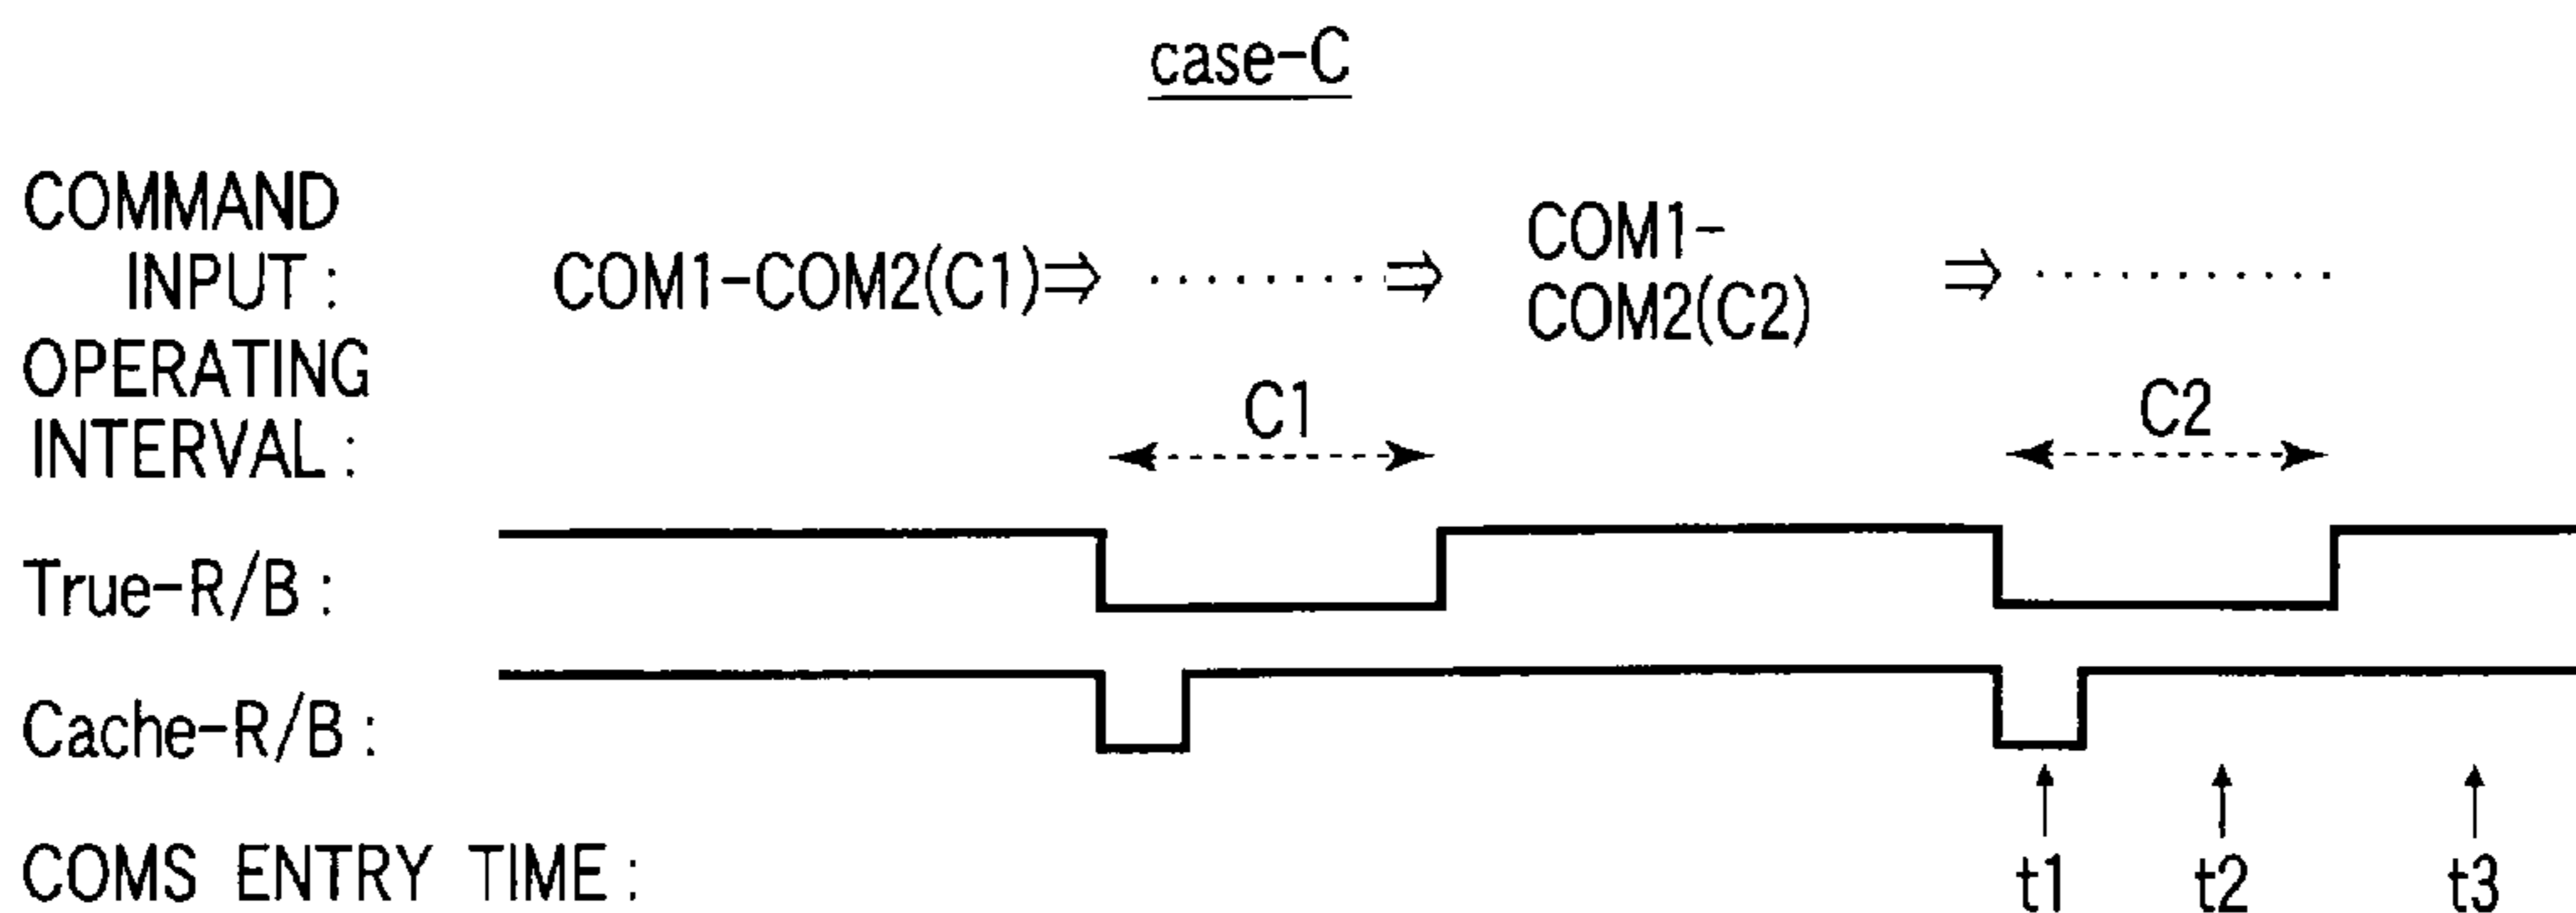 case-C
COMMAND
INPUT :
COM1-COM2(C1)⇒ ········⇒ COM1-
COM2(C2) ⇒ ··········
OPERATING
INTERVAL :
C1 C2
True-R/B :
Cache-R/B :
COMS ENTRY TIME : t1 t2 t3